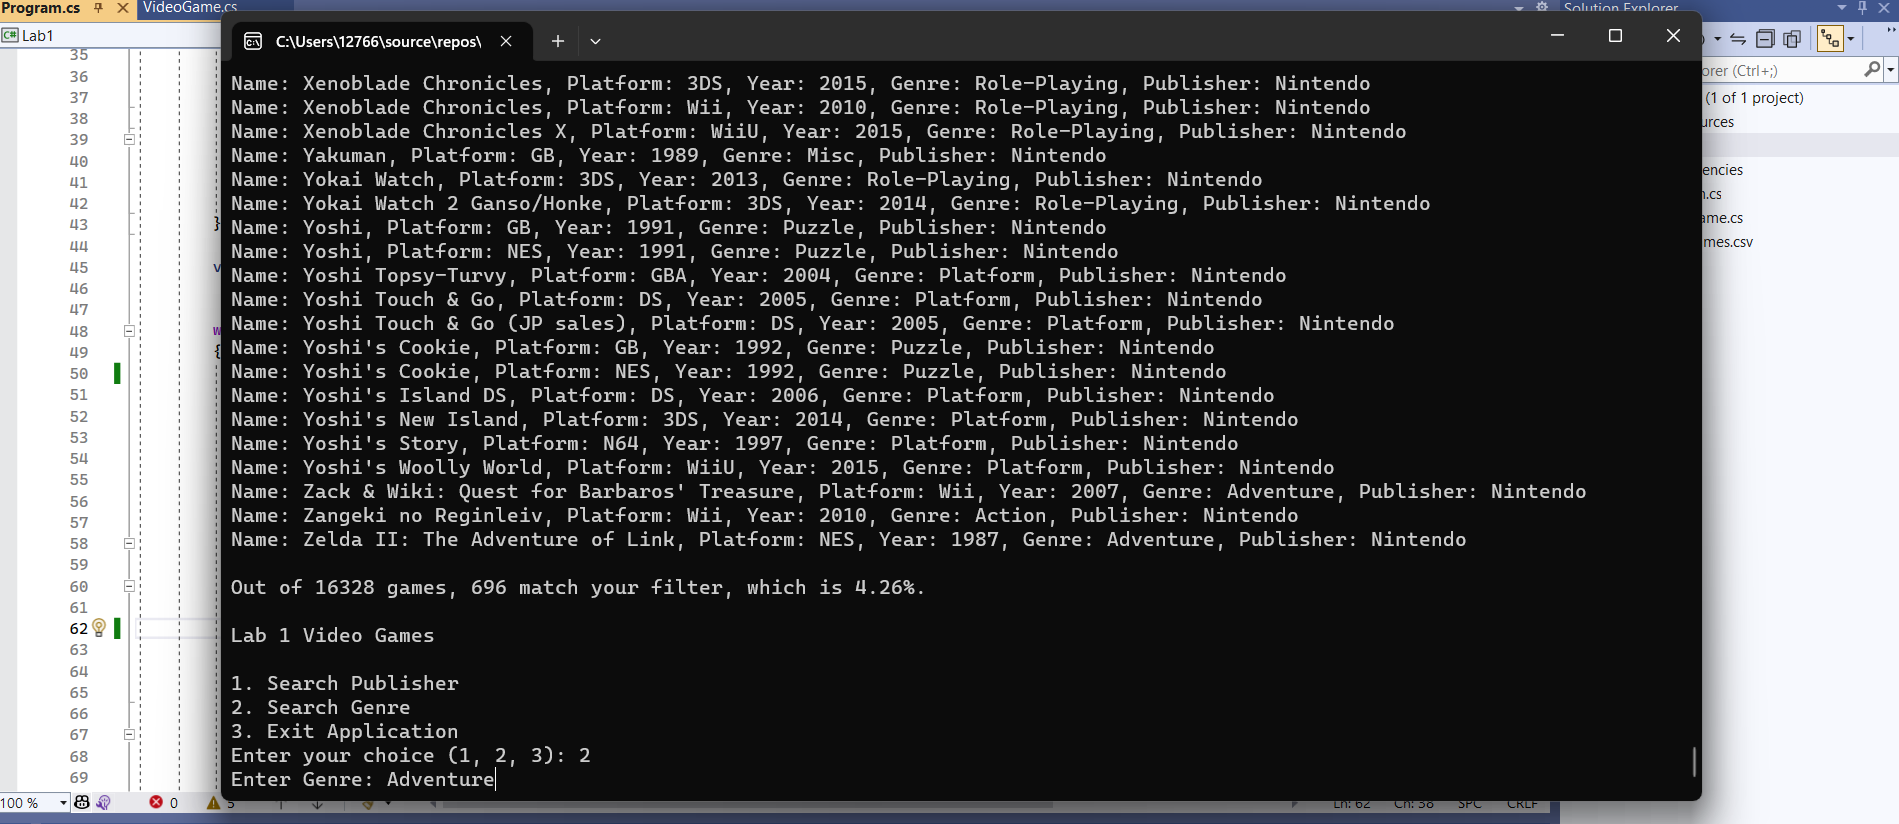 Program.cs
VideoGame.cs
Solution Explorer
Lab1
C:\Users\12766\source\repos\
(Ctrl+;)
(1 of 1 project)
35
36
37
38
39
40
41
42
43
}
44
45
46
47
48
49
{
50
51
52
53
54
55
56
57
58
59
60
61
62
63
64
65
66
67
68
69
Name: Xenoblade Chronicles, Platform: 3DS, Year: 2015, Genre: Role-Playing, Publisher: Nintendo
Name: Xenoblade Chronicles, Platform: Wii, Year: 2010, Genre: Role-Playing, Publisher: Nintendo
Name: Xenoblade Chronicles X, Platform: WiiU, Year: 2015, Genre: Role-Playing, Publisher: Nintendo
Name: Yakuman, Platform: GB, Year: 1989, Genre: Misc, Publisher: Nintendo
Name: Yokai Watch, Platform: 3DS, Year: 2013, Genre: Role-Playing, Publisher: Nintendo
Name: Yokai Watch 2 Ganso/Honke, Platform: 3DS, Year: 2014, Genre: Role-Playing, Publisher: Nintendo
Name: Yoshi, Platform: GB, Year: 1991, Genre: Puzzle, Publisher: Nintendo
Name: Yoshi, Platform: NES, Year: 1991, Genre: Puzzle, Publisher: Nintendo
Name: Yoshi Topsy-Turvy, Platform: GBA, Year: 2004, Genre: Platform, Publisher: Nintendo
Name: Yoshi Touch & Go, Platform: DS, Year: 2005, Genre: Platform, Publisher: Nintendo
Name: Yoshi Touch & Go (JP sales), Platform: DS, Year: 2005, Genre: Platform, Publisher: Nintendo
Name: Yoshi's Cookie, Platform: GB, Year: 1992, Genre: Puzzle, Publisher: Nintendo
Name: Yoshi's Cookie, Platform: NES, Year: 1992, Genre: Puzzle, Publisher: Nintendo
Name: Yoshi's Island DS, Platform: DS, Year: 2006, Genre: Platform, Publisher: Nintendo
Name: Yoshi's New Island, Platform: 3DS, Year: 2014, Genre: Platform, Publisher: Nintendo
Name: Yoshi's Story, Platform: N64, Year: 1997, Genre: Platform, Publisher: Nintendo
Name: Yoshi's Woolly World, Platform: WiiU, Year: 2015, Genre: Platform, Publisher: Nintendo
Name: Zack & Wiki: Quest for Barbaros' Treasure, Platform: Wii, Year: 2007, Genre: Adventure, Publisher: Nintendo
Name: Zangeki no Reginleiv, Platform: Wii, Year: 2010, Genre: Action, Publisher: Nintendo
Name: Zelda II: The Adventure of Link, Platform: NES, Year: 1987, Genre: Adventure, Publisher: Nintendo
Out of 16328 games, 696 match your filter, which is 4.26%.
Lab 1 Video Games
1. Search Publisher
2. Search Genre
3. Exit Application
Enter your choice (1, 2, 3): 2
Enter Genre: Adventure
100 %
0
5
Ln: 62 Ch: 38 SPC CRLF